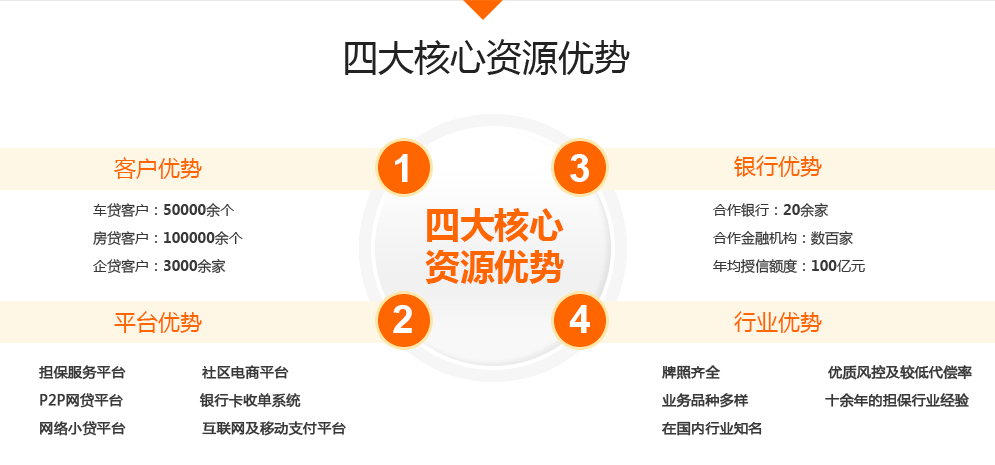 四大核心资源优势
四大核心
资源优势
1
客户优势
车贷客户：50000余个
房贷客户：100000余个
企贷客户：3000余家
2
平台优势
担保服务平台
社区电商平台
P2P网贷平台
银行卡收单系统
网络小贷平台
互联网及移动支付平台
3
银行优势
合作银行：20余家
合作金融机构：数百家
年均授信额度：100亿元
4
行业优势
牌照齐全
优质风控及较低代偿率
业务品种多样
十余年的担保行业经验
在国内行业知名